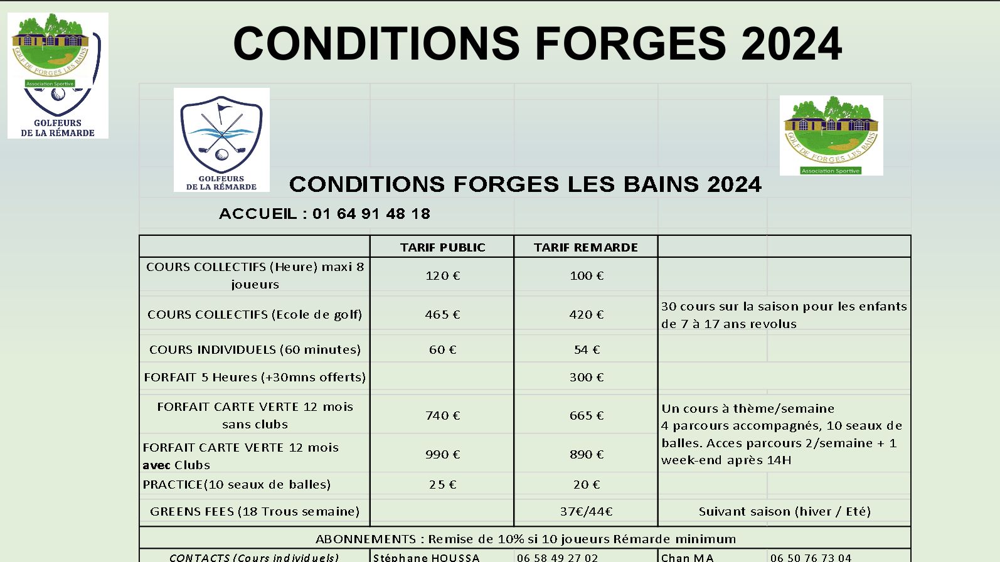 CONDITIONS FORGES 2024
GOLF DE FORGES LES BAINS
Association Sportive
GOLFEURS
DE LA RÉMARDE
GOLFEURS
DE LA RÉMARDE
GOLF DE FORGES LES BAINS
Association Sportive
CONDITIONS FORGES LES BAINS 2024
ACCUEIL : 01 64 91 48 18
TARIF PUBLIC TARIF REMARDE
COURS COLLECTIFS (Heure) maxi 8
joueurs
120 € 100 €
COURS COLLECTIFS (Ecole de golf) 465 € 420 €
30 cours sur la saison pour les enfants
de 7 à 17 ans revolus
COURS INDIVIDUELS (60 minutes) 60 € 54 €
FORFAIT 5 Heures (+30mns offerts) 300 €
FORFAIT CARTE VERTE 12 mois
sans clubs
740 € 665 €
FORFAIT CARTE VERTE 12 mois
avec Clubs
990 € 890 €
Un cours à thème/semaine
4 parcours accompagnés, 10 seaux de
balles. Acces parcours 2/semaine + 1
week-end après 14H
PRACTICE(10 seaux de balles) 25 € 20 €
GREENS FEES (18 Trous semaine) 37€/44€ Suivant saison (hiver / Eté)
ABONNEMENTS : Remise de 10% si 10 joueurs Rémarde minimum
CONTACTS (Cours individuels) Stéphane HOUSSA 06 58 49 27 02 Chan MA 06 50 76 73 04